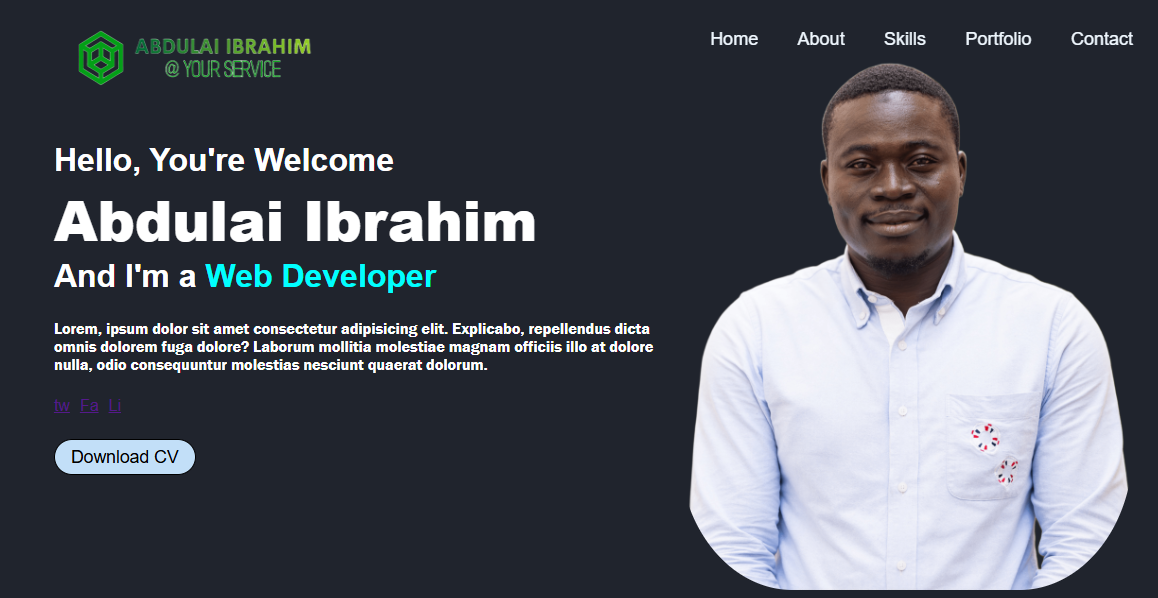 ABDULAI IBRAHIM
@ YOUR SERVICE
Home About Skills Portfolio Contact
Hello, You're Welcome
Abdulai Ibrahim
And I'm a Web Developer
Lorem, ipsum dolor sit amet consectetur adipisicing elit. Explicabo, repellendus dicta
omnis dolorem fuga dolore? Laborum mollitia molestiae magnam officiis illo at dolore
nulla, odio consequuntur molestias nesciunt quaerat dolorum.
tw Fa Li
Download CV